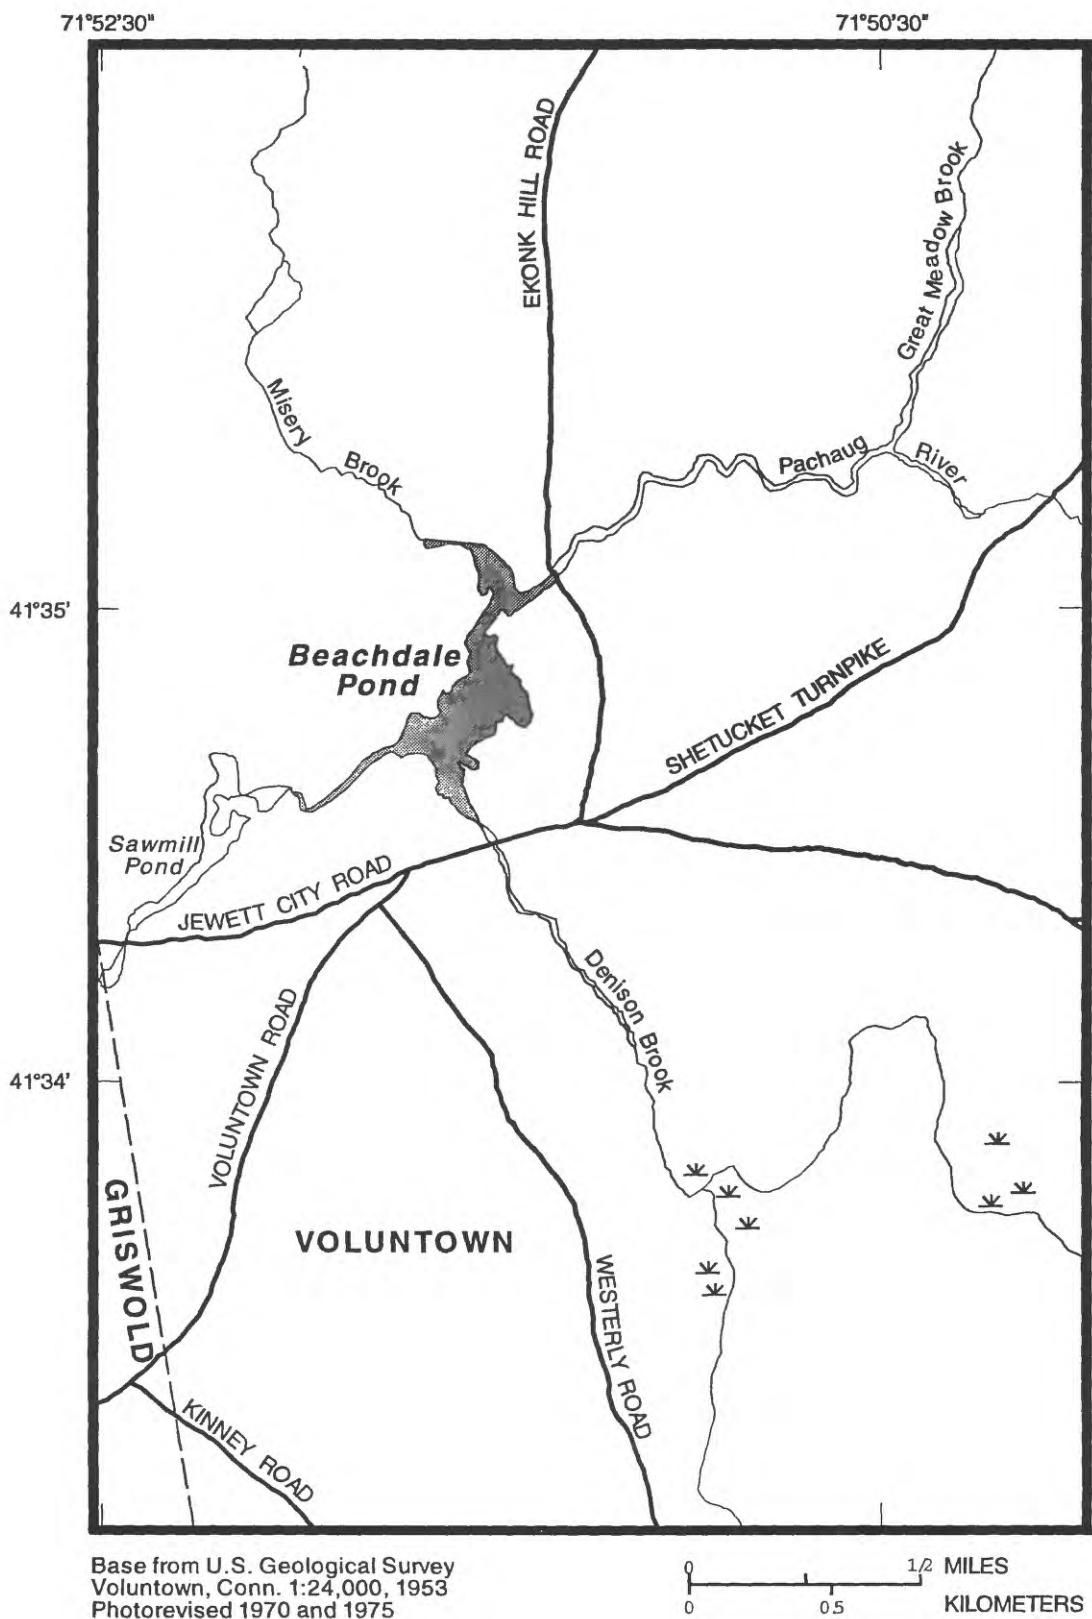 71°52'30"
71°50'30"
EKONK HILL ROAD
Great Meadow Brook
Misery
Brook
Pachaug
River
41°35'
Beachdale
Pond
SHETUCKET TURNPIKE
Sawmill
Pond
JEWETT CITY ROAD
Denison Brook
VOLUNTOWN ROAD
41°34'
GRISWOLD
VOLUNTOWN
WESTERLY ROAD
KINNEY ROAD
Base from U.S. Geological Survey
Voluntown, Conn. 1:24,000, 1953
Photorevised 1970 and 1975
0 1/2 MILES
0 0.5 KILOMETERS